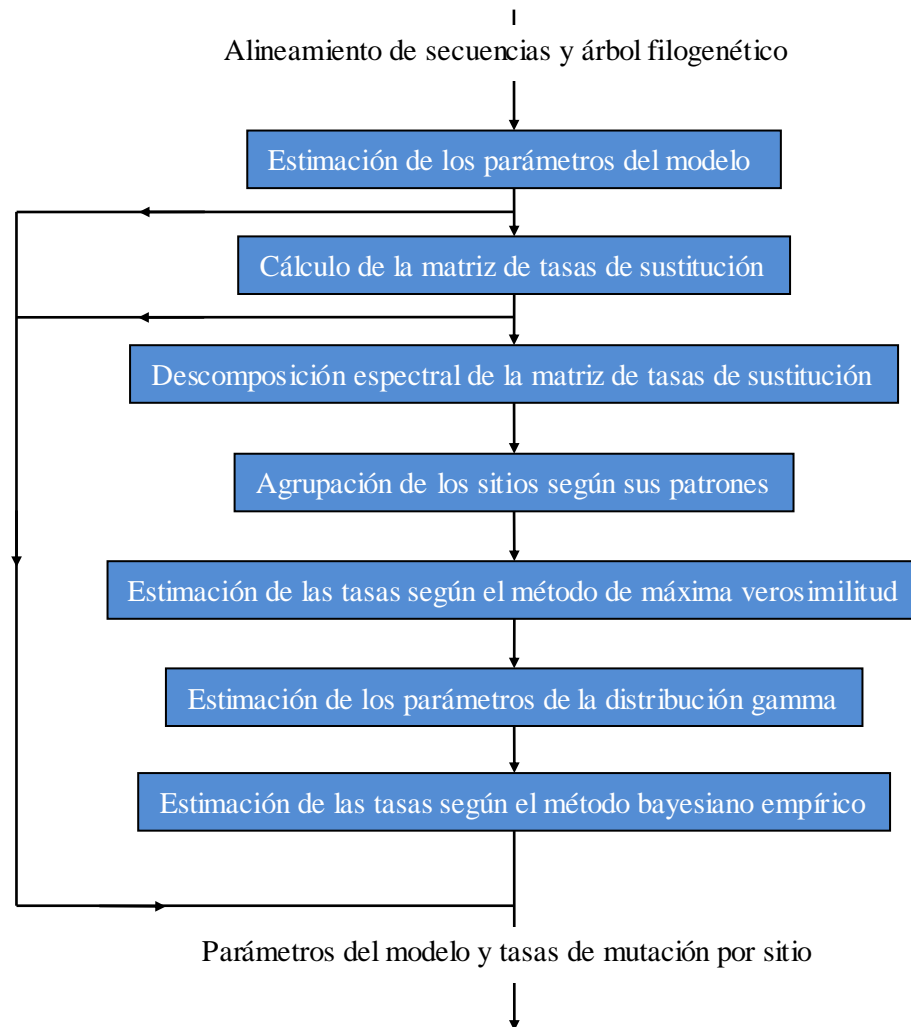 Alineamiento de secuencias y árbol filogenético
Estimación de los parámetros del modelo
Cálculo de la matriz de tasas de sustitución
Descomposición espectral de la matriz de tasas de sustitución
Agrupación de los sitios según sus patrones
Estimación de las tasas según el método de máxima verosimilitud
Estimación de los parámetros de la distribución gamma
Estimación de las tasas según el método bayesiano empírico
Parámetros del modelo y tasas de mutación por sitio